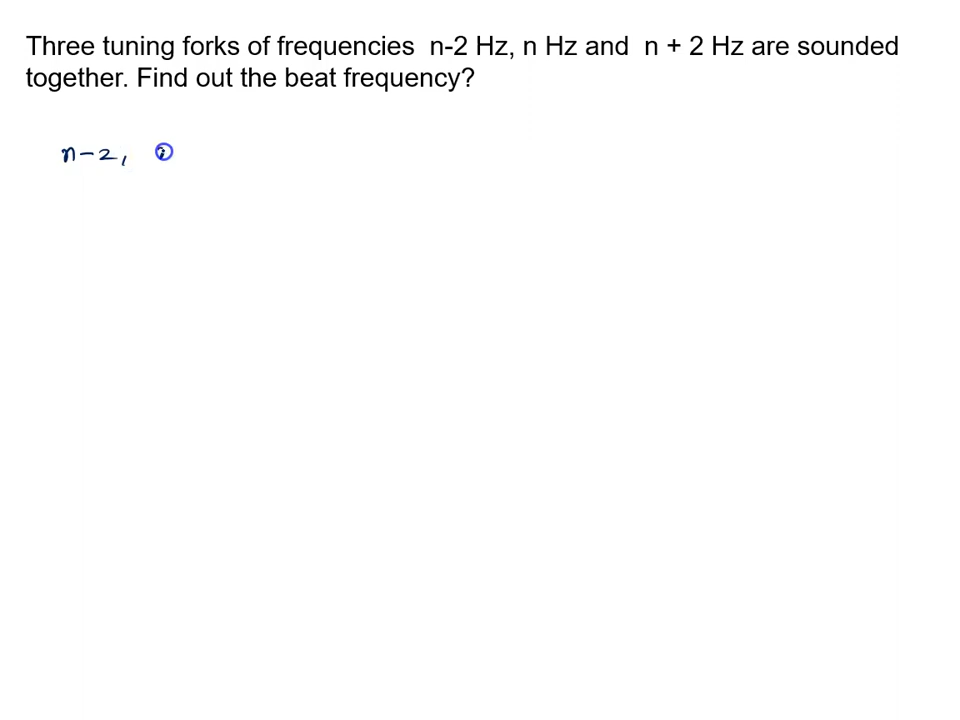 Three tuning forks of frequencies n-2 Hz, n Hz and n + 2 Hz are sounded
together. Find out the beat frequency?
n-2,